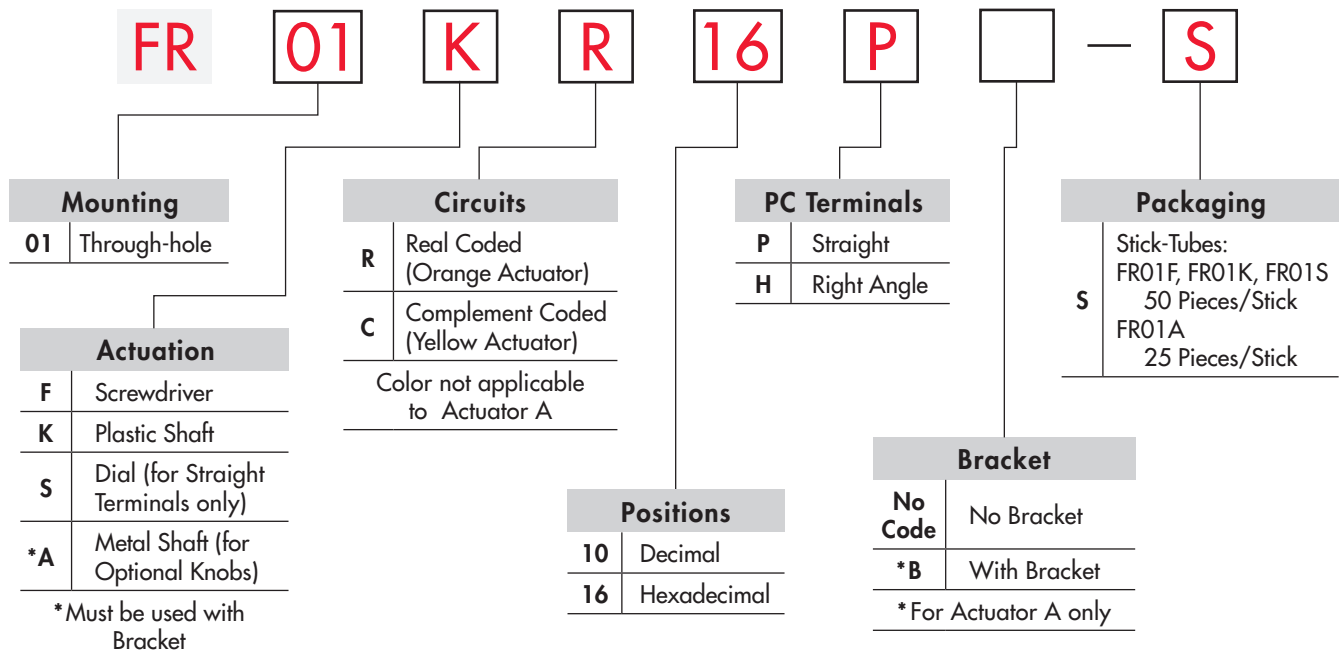 FR 01 K R 16 P — S
Mounting
01 Through-hole
Actuation
F Screwdriver
K Plastic Shaft
S Dial (for Straight
Terminals only)
*A Metal Shaft (for
Optional Knobs)
*Must be used with
Bracket
Circuits
R Real Coded
(Orange Actuator)
C Complement Coded
(Yellow Actuator)
Color not applicable
to Actuator A
Positions
10 Decimal
16 Hexadecimal
PC Terminals
P Straight
H Right Angle
Bracket
No
Code No Bracket
*B With Bracket
*For Actuator A only
Packaging
S Stick-Tubes:
FR01F, FR01K, FR01S
50 Pieces/Stick
FR01A
25 Pieces/Stick